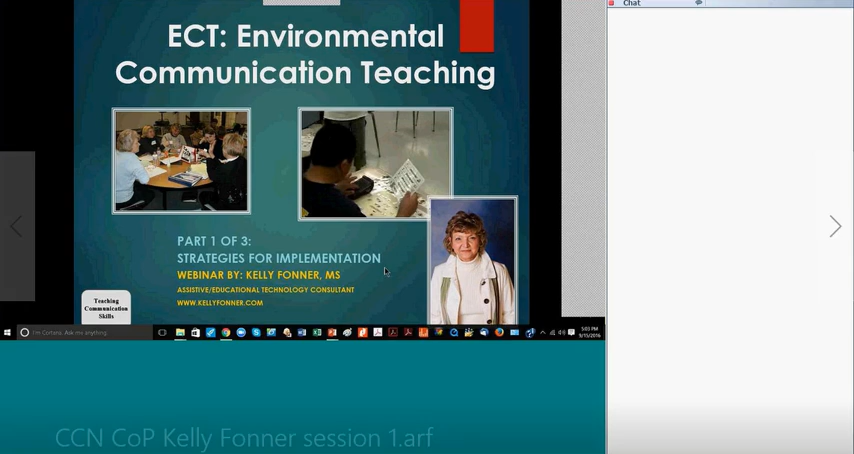 Chat
ECT: Environmental
Communication Teaching
PART 1 OF 3:
STRATEGIES FOR IMPLEMENTATION
WEBINAR BY: KELLY FONNER, MS
ASSISTIVE/EDUCATIONAL TECHNOLOGY CONSULTANT
WWW.KELLYFONNER.COM
Teaching
Communication
Skills
I'm Cortana. Ask me anything.
5:03 PM
9/15/2016
CCN CoP Kelly Fonner session 1.arf